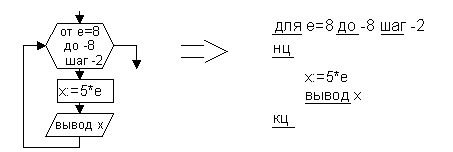 от е=8
до -8
шаг -2
x:=5*e
вывод x
для e=8 до -8 шаг -2
нц
x:=5*e
вывод x
кц